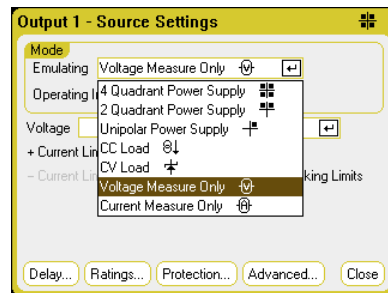 Output 1 - Source Settings
Mode
Emulating Voltage Measure Only
Operating
4 Quadrant Power Supply
2 Quadrant Power Supply
Unipolar Power Supply
Voltage
CC Load
+ Current
CV Load
- Current
Voltage Measure Only
king Limits
Current Measure Only
Delay... Ratings... Protection... Advanced... Close